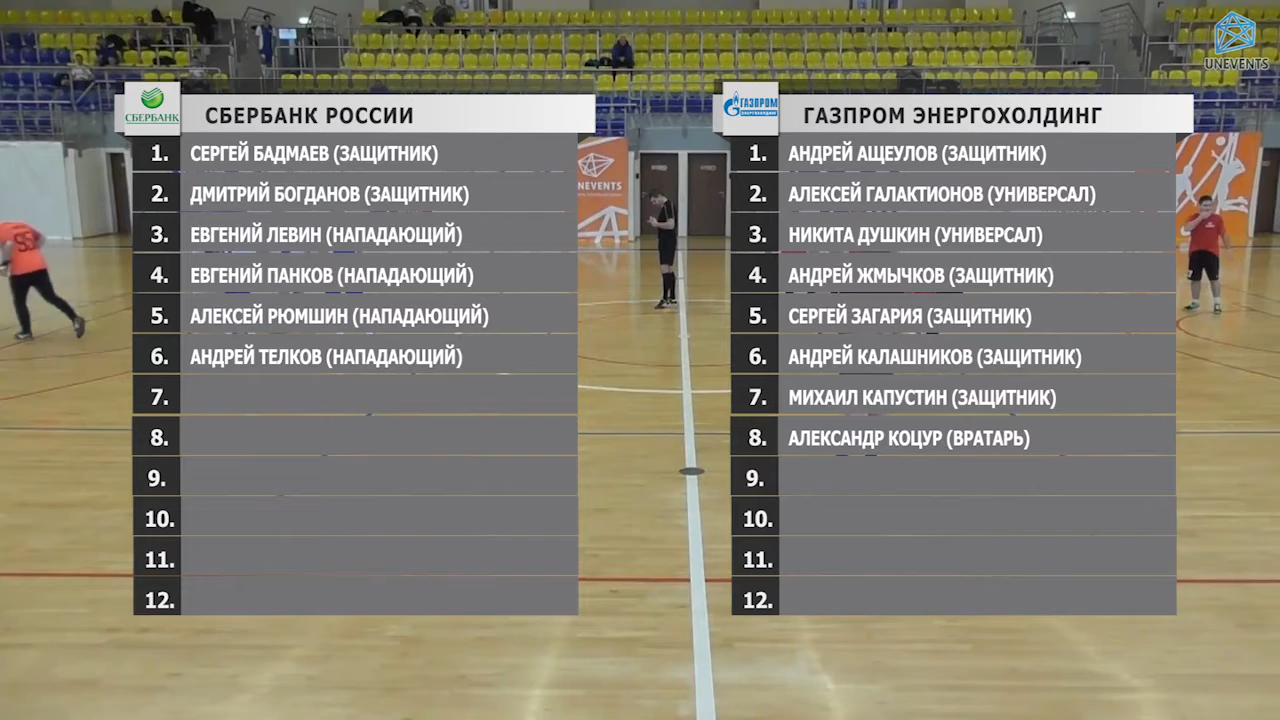 UNEVENTS
СБЕРБАНК
СБЕРБАНК РОССИИ
1. СЕРГЕЙ БАДМАЕВ (ЗАЩИТНИК)
2. ДМИТРИЙ БОГДАНОВ (ЗАЩИТНИК)
3. ЕВГЕНИЙ ЛЕВИН (НАПАДАЮЩИЙ)
4. ЕВГЕНИЙ ПАНКОВ (НАПАДАЮЩИЙ)
5. АЛЕКСЕЙ РЮМШИН (НАПАДАЮЩИЙ)
6. АНДРЕЙ ТЕЛКОВ (НАПАДАЮЩИЙ)
7.
8.
9.
10.
11.
12.
ГАЗПРОМ
ЭНЕРГОХОЛДИНГ
ГАЗПРОМ ЭНЕРГОХОЛДИНГ
1. АНДРЕЙ АЩЕУЛОВ (ЗАЩИТНИК)
2. АЛЕКСЕЙ ГАЛАКТИОНОВ (УНИВЕРСАЛ)
3. НИКИТА ДУШКИН (УНИВЕРСАЛ)
4. АНДРЕЙ ЖМЫЧКОВ (ЗАЩИТНИК)
5. СЕРГЕЙ ЗАГАРИЯ (ЗАЩИТНИК)
6. АНДРЕЙ КАЛАШНИКОВ (ЗАЩИТНИК)
7. МИХАИЛ КАПУСТИН (ЗАЩИТНИК)
8. АЛЕКСАНДР КОЦУР (ВРАТАРЬ)
9.
10.
11.
12.
NEVENTS